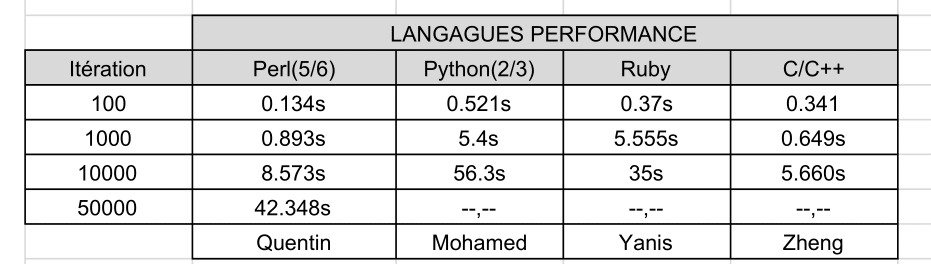 LANGAGUES PERFORMANCE
Itération Perl(5/6) Python(2/3) Ruby C/C++
100 0.134s 0.521s 0.37s 0.341
1000 0.893s 5.4s 5.555s 0.649s
10000 8.573s 56.3s 35s 5.660s
50000 42.348s --,-- --,-- --,--
Quentin Mohamed Yanis Zheng